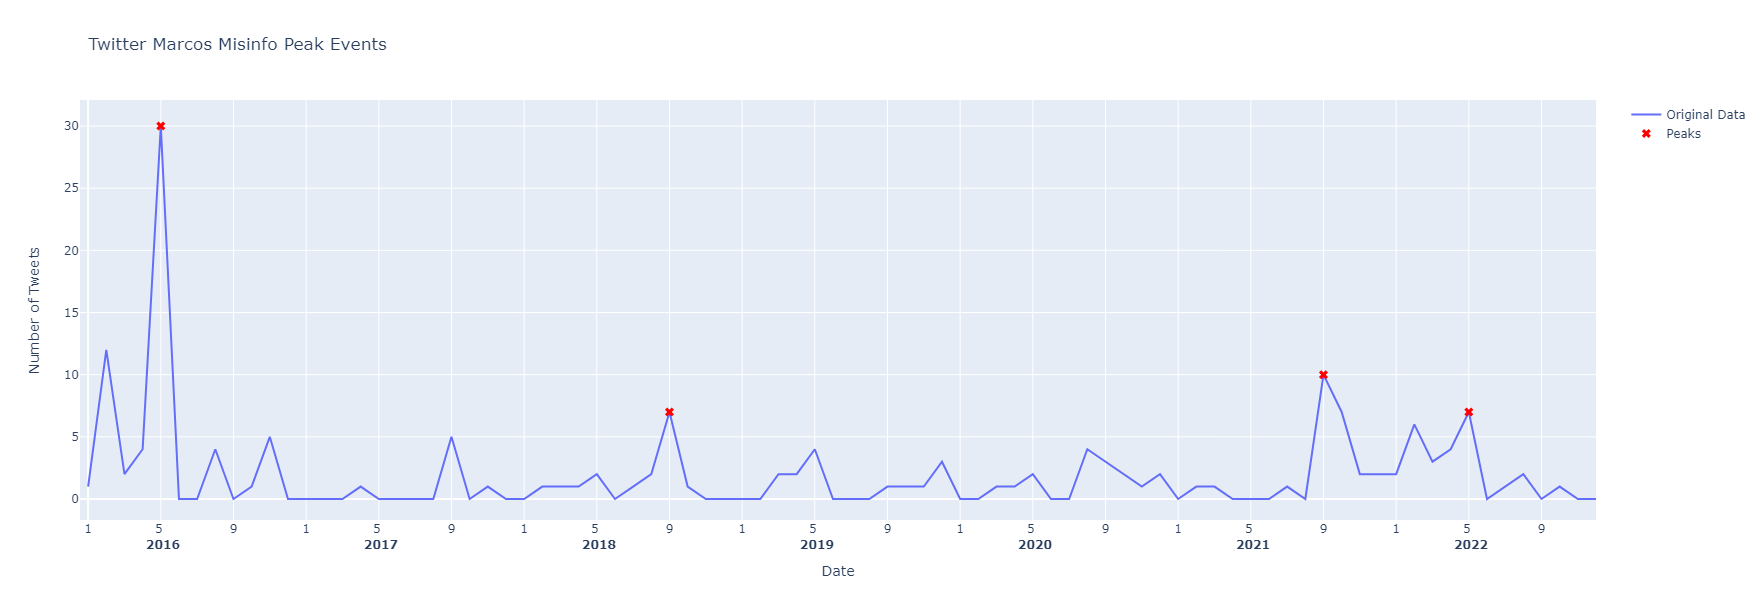 Twitter Marcos Misinfo Peak Events
Original Data
Peaks
Number of Tweets
30
25
20
15
10
5
0
1 5 9 1 5 9 1 5 9 1 5 9 1 5 9 1 5 9 1 5 9
2016 2017 2018 2019 2020 2021 2022
Date